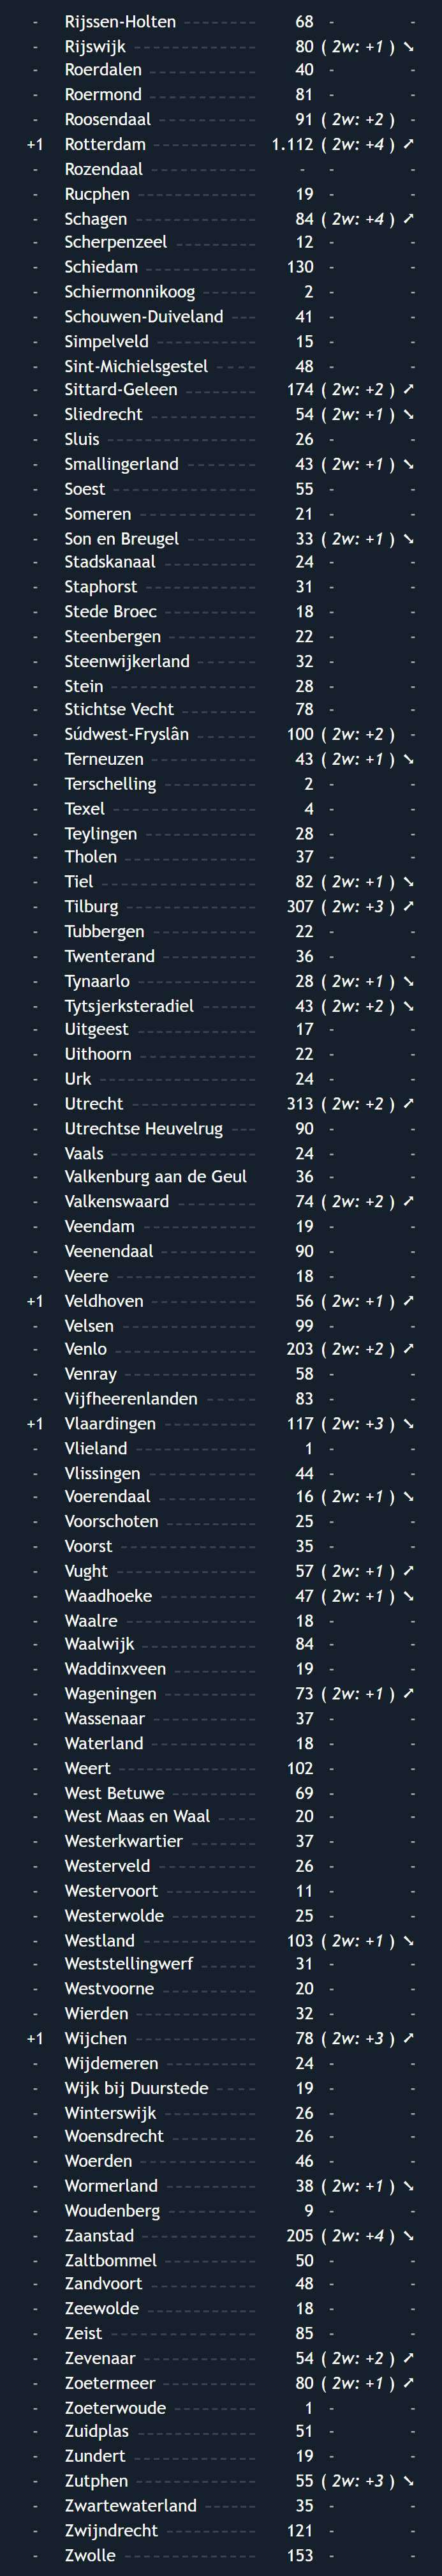 - Rijssen-Holten 68 - -
- Rijswijk 80 ( 2w: +1 ) ➘
- Roerdalen 40 - -
- Roermond 81 - -
- Roosendaal 91 ( 2w: +2 ) -
+1 Rotterdam 1.112 ( 2w: +4 ) ➚
- Rozendaal - - -
- Rucphen 19 - -
- Schagen 84 ( 2w: +4 ) ➚
- Scherpenzeel 12 - -
- Schiedam 130 - -
- Schiermonnikoog 2 - -
- Schouwen-Duiveland 41 - -
- Simpelveld 15 - -
- Sint-Michielsgestel 48 - -
- Sittard-Geleen 174 ( 2w: +2 ) ➚
- Sliedrecht 54 ( 2w: +1 ) ➘
- Sluis 26 - -
- Smallingerland 43 ( 2w: +1 ) ➘
- Soest 55 - -
- Someren 21 - -
- Son en Breugel 33 ( 2w: +1 ) ➘
- Stadskanaal 24 - -
- Staphorst 31 - -
- Stede Broec 18 - -
- Steenbergen 22 - -
- Steenwijkerland 32 - -
- Stein 28 - -
- Stichtse Vecht 78 - -
- Súdwest-Fryslân 100 ( 2w: +2 ) -
- Terneuzen 43 ( 2w: +1 ) ➘
- Terschelling 2 - -
- Texel 4 - -
- Teylingen 28 - -
- Tholen 37 - -
- Tiel 82 ( 2w: +1 ) ➘
- Tilburg 307 ( 2w: +3 ) ➚
- Tubbergen 22 - -
- Twenterand 36 - -
- Tynaarlo 28 ( 2w: +1 ) ➘
- Tytsjerksteradiel 43 ( 2w: +2 ) ➘
- Uitgeest 17 - -
- Uithoorn 22 - -
- Urk 24 - -
- Utrecht 313 ( 2w: +2 ) ➚
- Utrechtse Heuvelrug 90 - -
- Vaals 24 - -
- Valkenburg aan de Geul 36 - -
- Valkenswaard 74 ( 2w: +2 ) ➚
- Veendam 19 - -
- Veenendaal 90 - -
- Veere 18 - -
+1 Veldhoven 56 ( 2w: +1 ) ➚
- Velsen 99 - -
- Venlo 203 ( 2w: +2 ) ➚
- Venray 58 - -
- Vijfheerenlanden 83 - -
+1 Vlaardingen 117 ( 2w: +3 ) ➘
- Vlieland 1 - -
- Vlissingen 44 - -
- Voerendaal 16 ( 2w: +1 ) ➘
- Voorschoten 25 - -
- Voorst 35 - -
- Vught 57 ( 2w: +1 ) ➚
- Waadhoeke 47 ( 2w: +1 ) ➘
- Waalre 18 - -
- Waalwijk 84 - -
- Waddinxveen 19 - -
- Wageningen 73 ( 2w: +1 ) ➚
- Wassenaar 37 - -
- Waterland 18 - -
- Weert 102 - -
- West Betuwe 69 - -
- West Maas en Waal 20 - -
- Westerkwartier 37 - -
- Westerveld 26 - -
- Westervoort 11 - -
- Westerwolde 25 - -
- Westland 103 ( 2w: +1 ) ➘
- Weststellingwerf 31 - -
- Westvoorne 20 - -
- Wierden 32 - -
+1 Wijchen 78 ( 2w: +3 ) ➚
- Wijdemeren 24 - -
- Wijk bij Duurstede 19 - -
- Winterswijk 26 - -
- Woensdrecht 26 - -
- Woerden 46 - -
- Wormerland 38 ( 2w: +1 ) ➘
- Woudenberg 9 - -
- Zaanstad 205 ( 2w: +4 ) ➘
- Zaltbommel 50 - -
- Zandvoort 48 - -
- Zeewolde 18 - -
- Zeist 85 - -
- Zevenaar 54 ( 2w: +2 ) ➚
- Zoetermeer 80 ( 2w: +1 ) ➚
- Zoeterwoude 1 - -
- Zuidplas 51 - -
- Zundert 19 - -
- Zutphen 55 ( 2w: +3 ) ➘
- Zwartewaterland 35 - -
- Zwijndrecht 121 - -
- Zwolle 153 - -